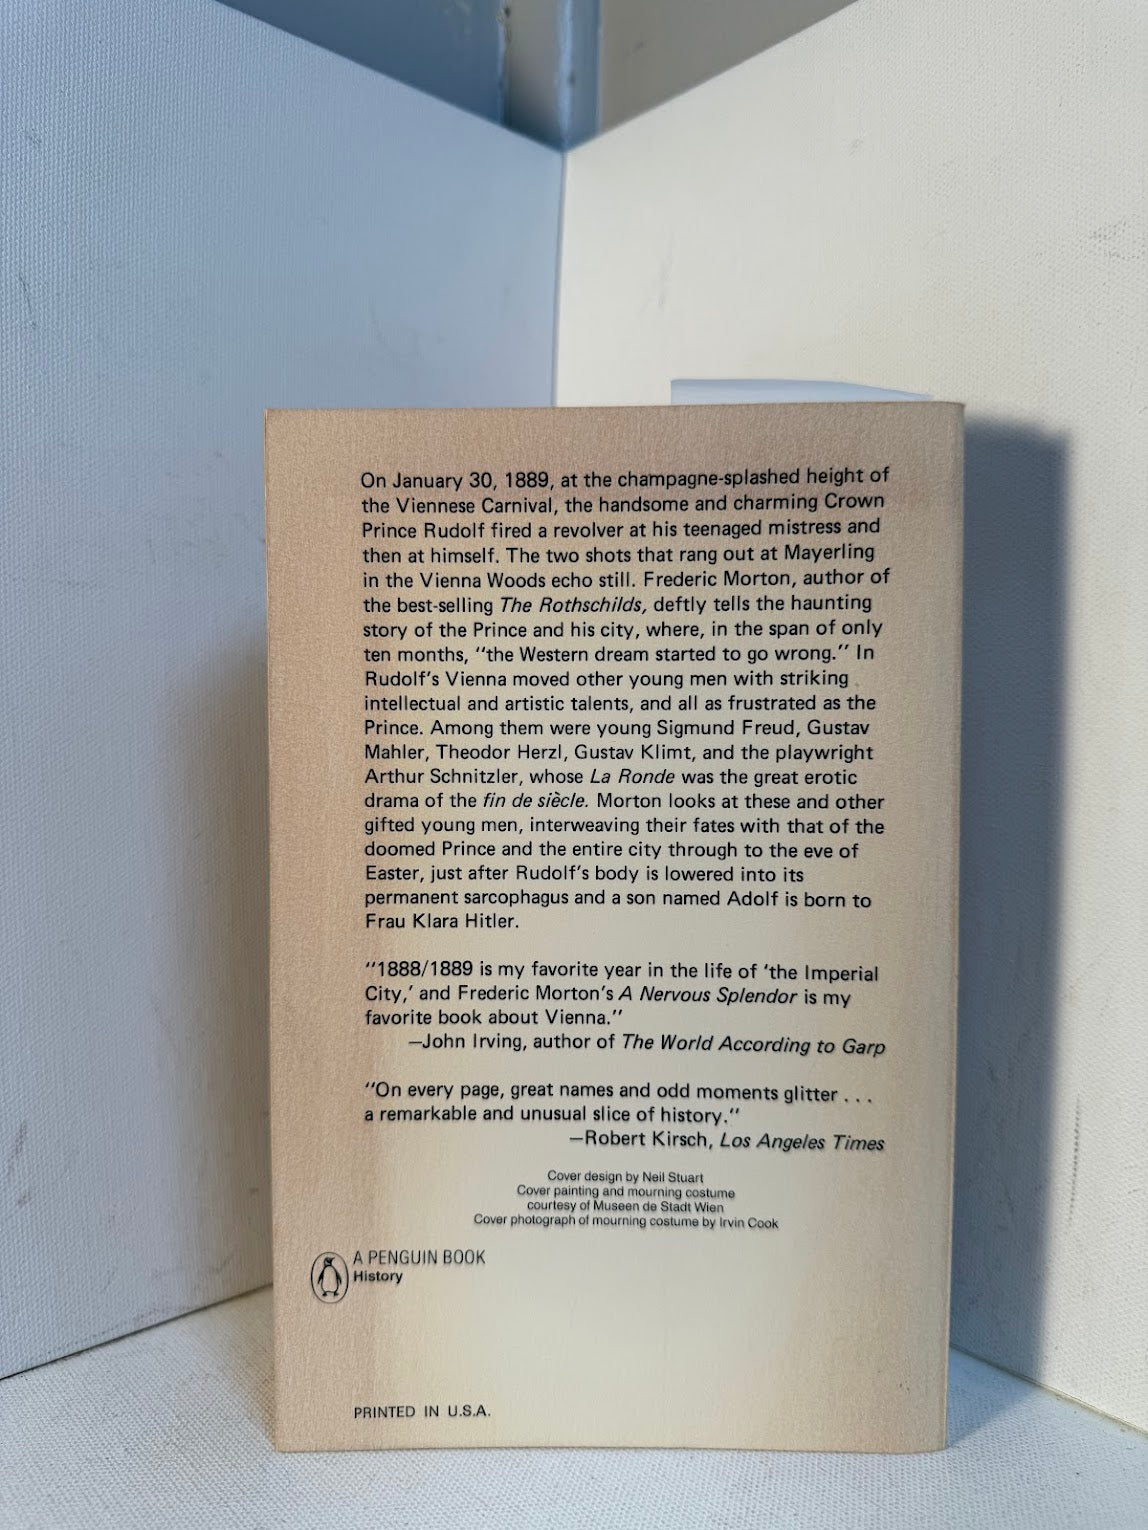 On January 30, 1889, at the champagne-splashed height of
the Viennese Carnival, the handsome and charming Crown
Prince Rudolf fired a revolver at his teenaged mistress and
then at himself. The two shots that rang out at Mayerling
in the Vienna Woods echo still. Frederic Morton, author of
the best-selling The Rothschilds, deftly tells the haunting
story of the Prince and his city, where, in the span of only
ten months, "the Western dream started to go wrong." In
Rudolf's Vienna moved other young men with striking
intellectual and artistic talents, and all as frustrated as the
Prince. Among them were young Sigmund Freud, Gustav
Mahler, Theodor Herzl, Gustav Klimt, and the playwright
Arthur Schnitzler, whose La Ronde was the great erotic
drama of the fin de siècle. Morton looks at these and other
gifted young men, interweaving their fates with that of the
doomed Prince and the entire city through to the eve of
Easter, just after Rudolf's body is lowered into its
permanent sarcophagus and a son named Adolf is born to
Frau Klara Hitler.
"1888/1889 is my favorite year in the life of 'the Imperial
City,' and Frederic Morton's A Nervous Splendor is my
favorite book about Vienna."
—John Irving, author of The World According to Garp
"On every page, great names and odd moments glitter . . .
a remarkable and unusual slice of history."
—Robert Kirsch, Los Angeles Times
Cover design by Neil Stuart
Cover painting and mourning costume
courtesy of Museen de Stadt Wien
Cover photograph of mourning costume by Irvin Cook
A PENGUIN BOOK
History
PRINTED IN U.S.A.